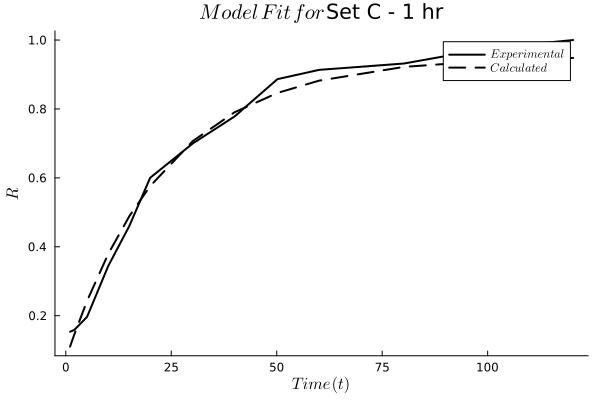 Model Fit for Set C - 1 hr
1.0
0.8
0.6
0.4
0.2
R
Experimental
Calculated
0 25 50 75 100
Time(t)